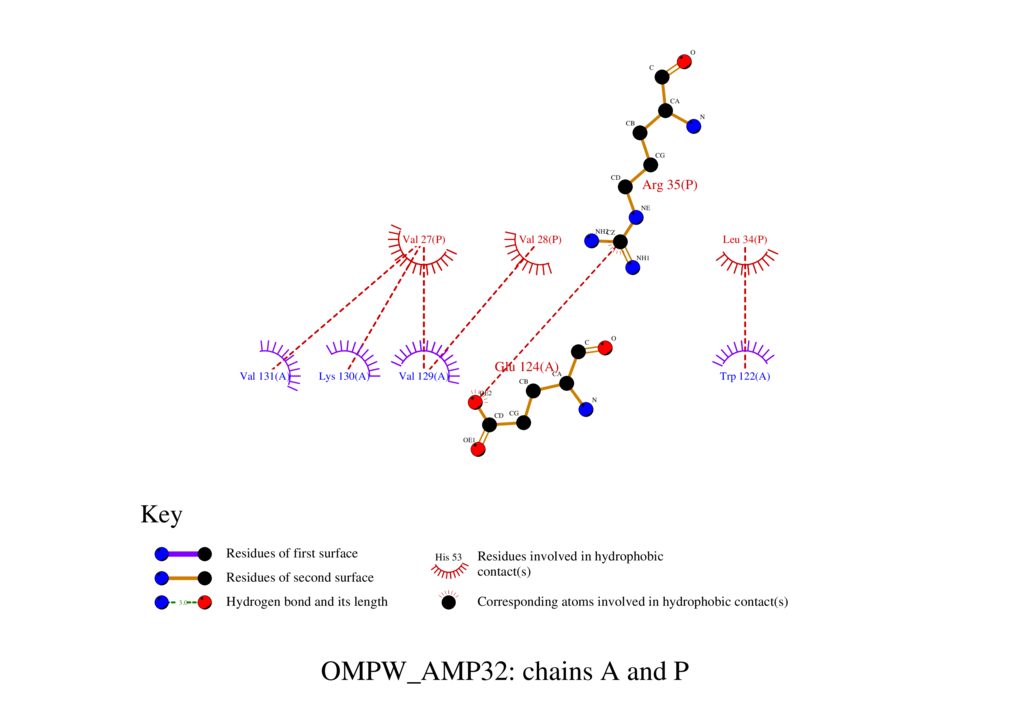 O
C
CA
N
CB
CG
CD
Arg 35(P)
NE
Val 27(P)
Val 28(P)
NH2
CZ
Leu 34(P)
NH1
C
O
Glu 124(A)
CA
Val 131(A)
Lys 130(A)
Val 129(A)
Trp 122(A)
CB
OE2
N
CD
CG
OE1
Key
Residues of first surface
His 53
Residues involved in hydrophobic
contact(s)
Residues of second surface
3.0
Hydrogen bond and its length
Corresponding atoms involved in hydrophobic contact(s)
OMPW_AMP32: chains A and P